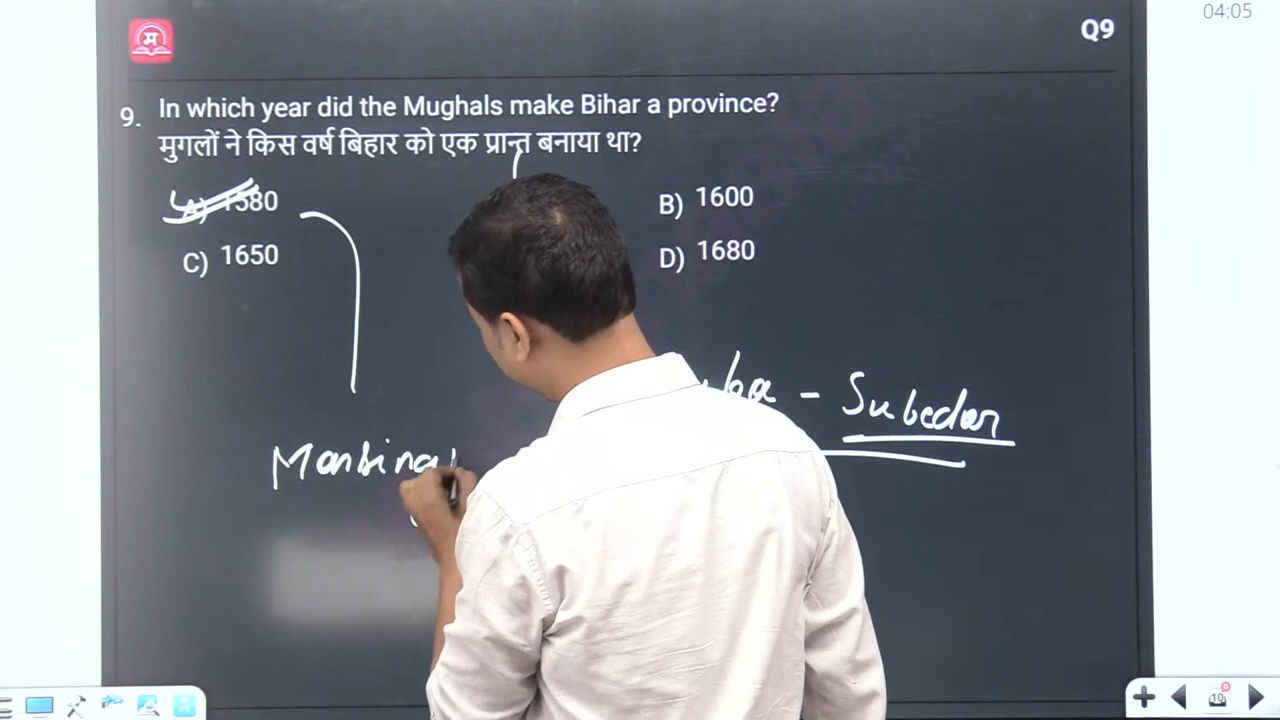 04:05
म
Q9
9. In which year did the Mughals make Bihar a province?
मुगलों ने किस वर्ष बिहार को एक प्रान्त बनाया था?
A) 1580
B) 1600
C) 1650
D) 1680
- Subedar
10